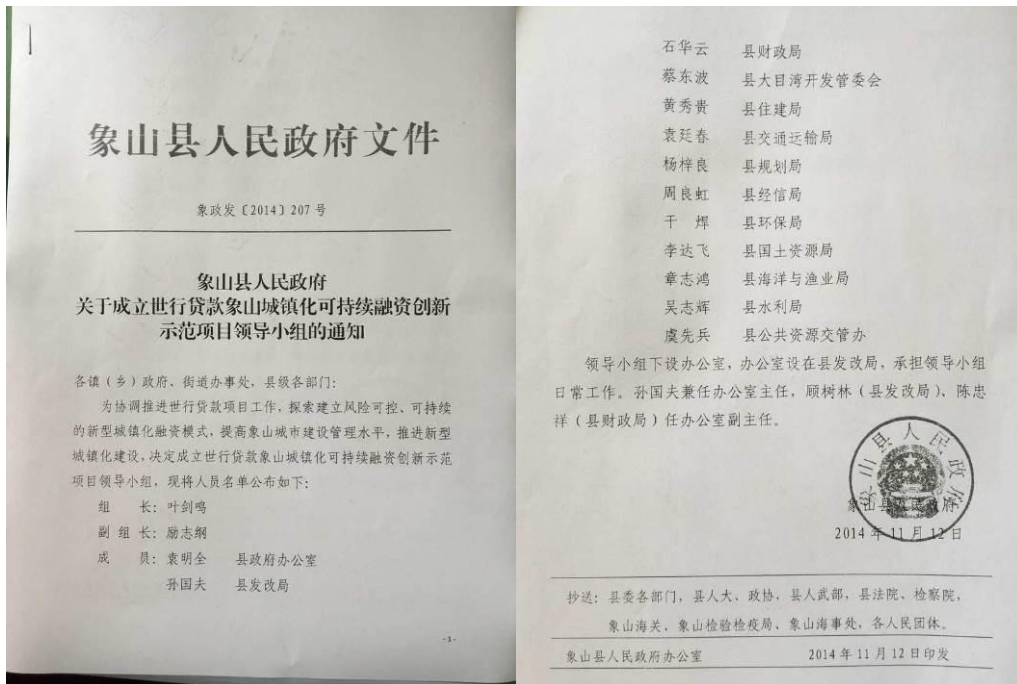 象山县人民政府文件
象政发〔2014〕207号
象山县人民政府
关于成立世行贷款象山城镇化可持续融资创新
示范项目领导小组的通知
各镇（乡）政府、街道办事处，县级各部门：
为协调推进世行贷款项目工作，探索建立风险可控、可持续
的新型城镇化融资模式，提高象山城市建设管理水平，推进新型
城镇化建设，决定成立世行贷款象山城镇化可持续融资创新示范
项目领导小组，现将人员名单公布如下：
组 长：叶剑鸣
副组长：励志纲
成 员：袁明全 县政府办公室
孙国夫 县发改局
-1-
石华云 县财政局
蔡东波 县大目湾开发管委会
黄秀贵 县住建局
袁廷春 县交通运输局
杨梓良 县规划局
周良虹 县经信局
干 焊 县环保局
李达飞 县国土资源局
章志鸿 县海洋与渔业局
吴志辉 县水利局
虞先兵 县公共资源交管办
领导小组下设办公室，办公室设在县发改局，承担领导小组
日常工作。孙国夫兼任办公室主任，顾树林（县发改局）、陈忠
祥（县财政局）任办公室副主任。
象山县人民政府
象山县人民政府
2014年11月12日
抄送：县委各部门，县人大、政协，县人武部，县法院、检察院，
象山海关、象山检验检疫局、象山海事处，各人民团体。
象山县人民政府办公室 2014年11月12日印发